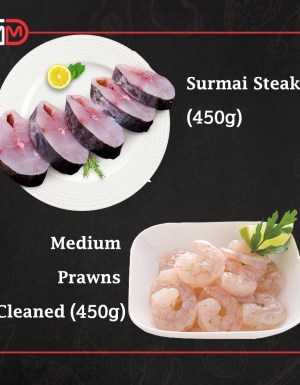 M
Surmai Steak
(450g)
Medium
Prawns
Cleaned (450g)